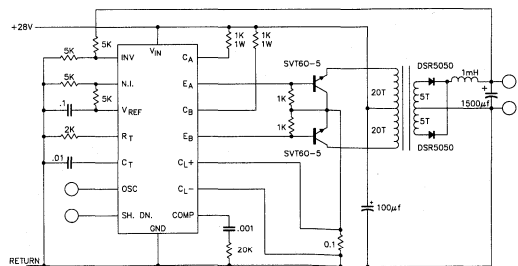 +28V
5K
5K
5K
5K
.1
2K
.01
OSC
SH. DN.
RETURN
VIN
INV
N.I.
VREF
RT
CT
CA
EA
CB
EB
CL+
CL−
COMP
GND
1K
1W
1K
1W
1K
1K
.001
20K
SVT60-5
SVT60-5
20T
20T
5T
5T
DSR5050
DSR5050
1mH
+
1500µf
+
100µf
0.1